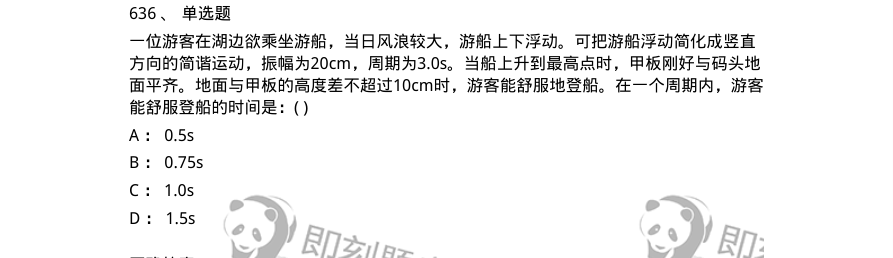 636 、 单选题
一位游客在湖边欲乘坐游船，当日风浪较大，游船上下浮动。可把游船浮动简化成竖直
方向的简谐运动，振幅为20cm，周期为3.0s。当船上升到最高点时，甲板刚好与码头地
面平齐。地面与甲板的高度差不超过10cm时，游客能舒服地登船。在一个周期内，游客
能舒服登船的时间是：( )
A： 0.5s
B： 0.75s
C： 1.0s
D： 1.5s
即刻题
即刻